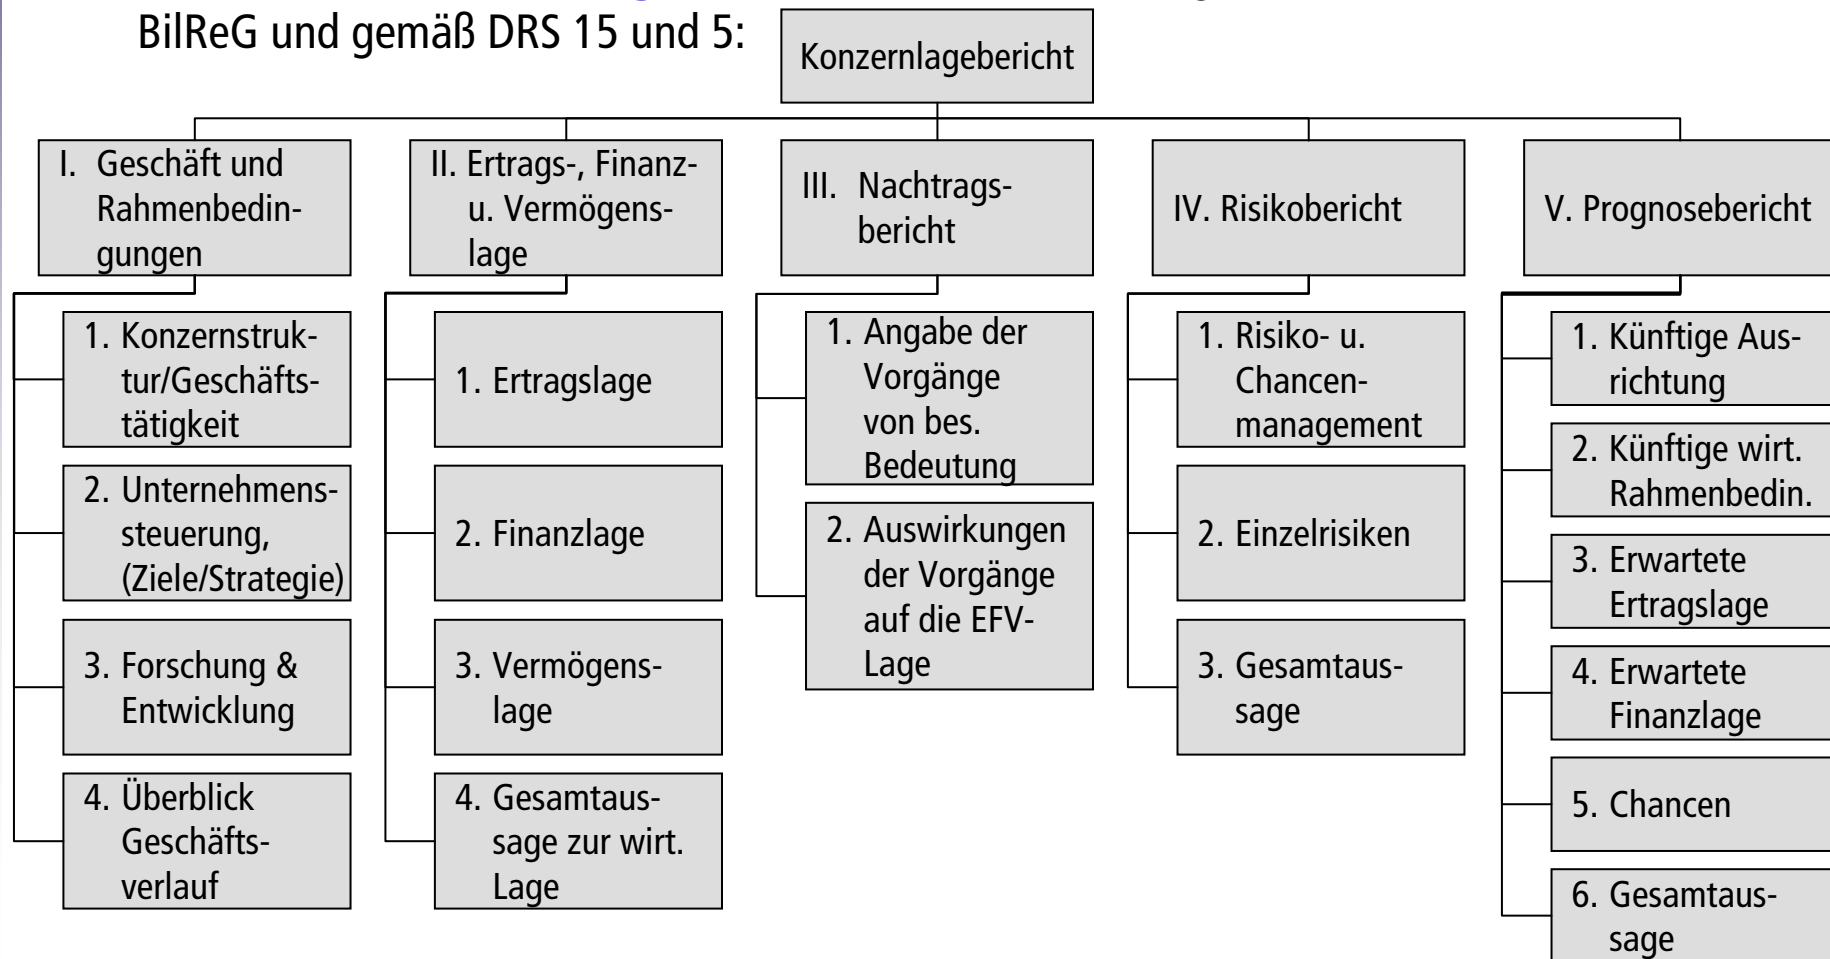 BilReG und gemäß DRS 15 und 5:
Konzernlagebericht
I. Geschäft und
Rahmenbedin-
gungen
1. Konzernstruk-
tur/Geschäfts-
tätigkeit
2. Unternehmens-
steuerung,
(Ziele/Strategie)
3. Forschung &
Entwicklung
4. Überblick
Geschäfts-
verlauf
II. Ertrags-, Finanz-
u. Vermögens-
lage
1. Ertragslage
2. Finanzlage
3. Vermögens-
lage
4. Gesamtaus-
sage zur wirt.
Lage
III. Nachtrags-
bericht
1. Angabe der
Vorgänge
von bes.
Bedeutung
2. Auswirkungen
der Vorgänge
auf die EFV-
Lage
IV. Risikobericht
1. Risiko- u.
Chancen-
management
2. Einzelrisiken
3. Gesamtaus-
sage
V. Prognosebericht
1. Künftige Aus-
richtung
2. Künftige wirt.
Rahmenbedin.
3. Erwartete
Ertragslage
4. Erwartete
Finanzlage
5. Chancen
6. Gesamtaus-
sage